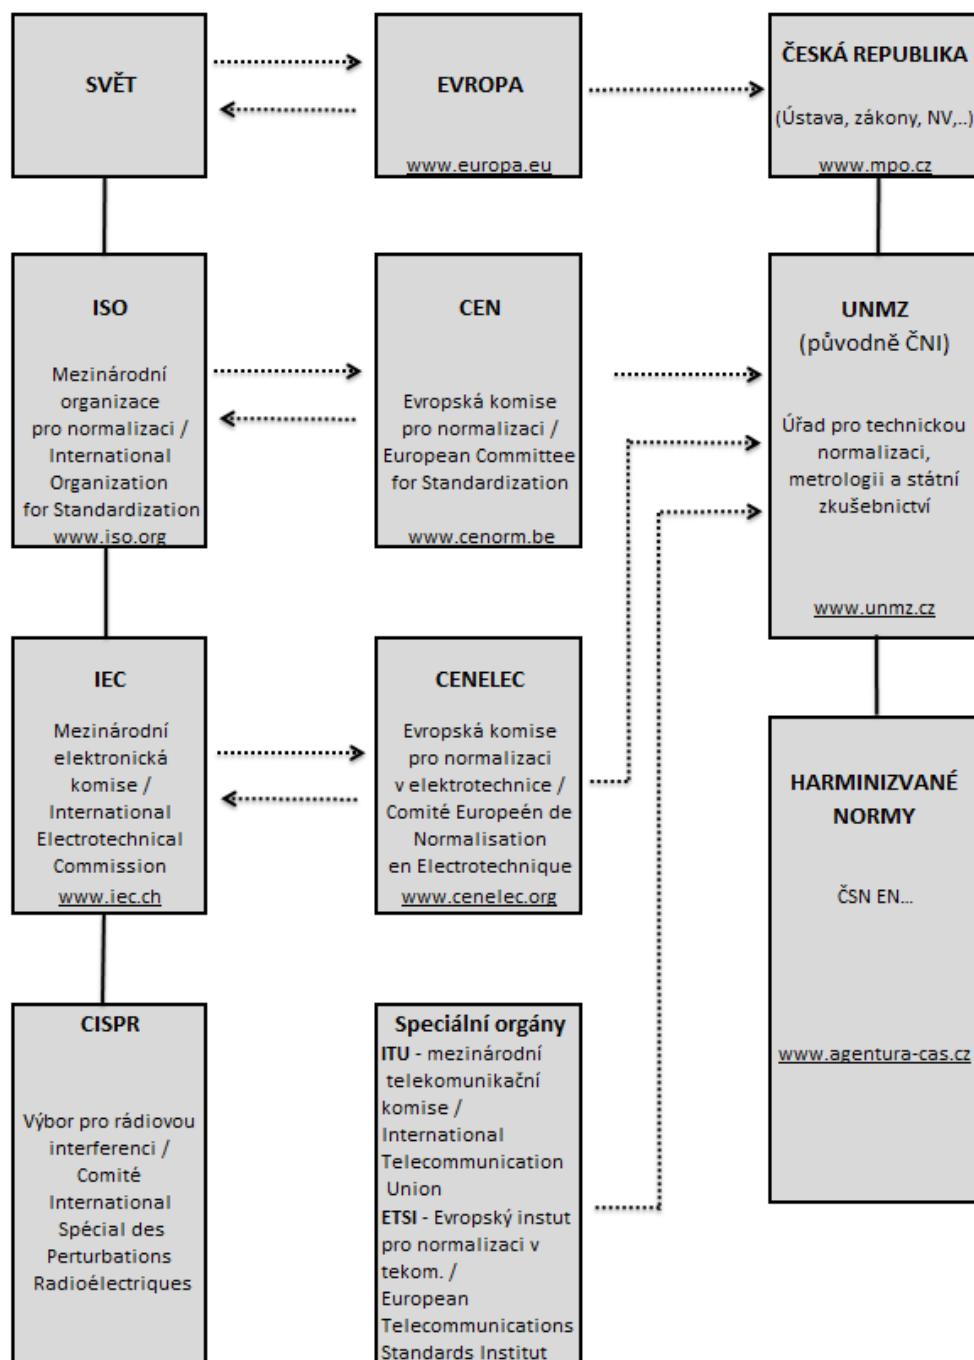 SVĚT
EVROPA
www.europa.eu
ČESKÁ REPUBLIKA
(Ústava, zákony, NV,..)
www.mpo.cz
ISO
Mezinárodní
organizace
pro normalizaci /
International
Organization
for Standardization
www.iso.org
CEN
Evropská komise
pro normalizaci /
European Committee
for Standardization
www.cenorm.be
UNMZ
(původně ČNI)
Úřad pro technickou
normalizaci,
metrologii a státní
zkušebnictví
www.unmz.cz
IEC
Mezinárodní
elektronická
komise /
International
Electrotechnical
Commission
www.iec.ch
CENELEC
Evropská komise
pro normalizaci
v elektrotechnice /
Comité Europeén de
Normalisation
en Electrotechnique
www.cenelec.org
HARMINIZVANÉ
NORMY
ČSN EN...
www.agentura-cas.cz
CISPR
Výbor pro rádiovou
interferenci /
Comité
International
Spécial des
Perturbations
Radioélectriques
Speciální orgány
ITU - mezinárodní
telekomunikační
komise /
International
Telecommunication
Union
ETSI - Evropský instut
pro normalizaci v
tekom. /
European
Telecommunications
Standards Institut